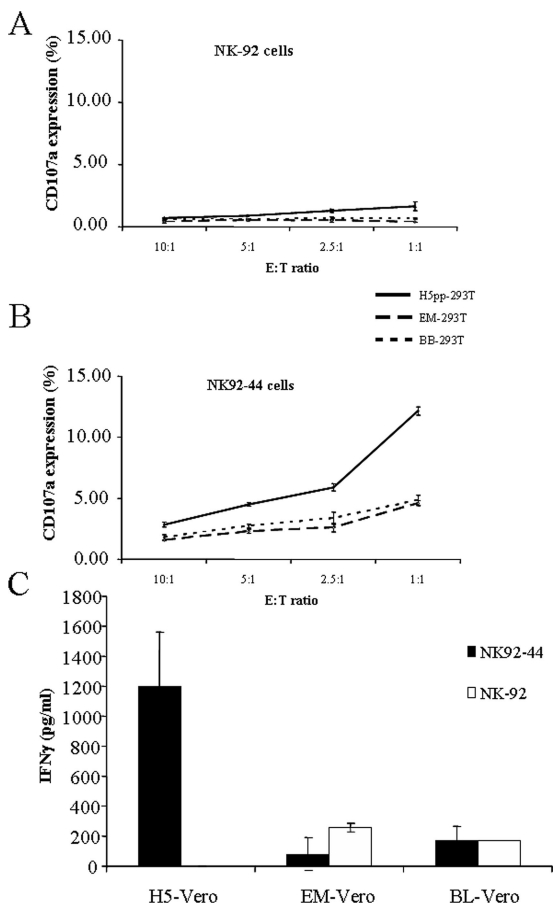 A
15.00
NK-92 cells
10.00
5.00
0.00
CD107a expression (%)
10:1 5:1 2.5:1 1:1
E:T ratio
H5pp-293T
EM-293T
BB-293T
B
15.00
NK92-44 cells
10.00
5.00
0.00
CD107a expression (%)
10:1 5:1 2.5:1 1:1
E:T ratio
C
1800
1600
1400
1200
1000
800
600
400
200
0
IFNγ (pg/ml)
NK92-44
NK-92
H5-Vero EM-Vero BL-Vero